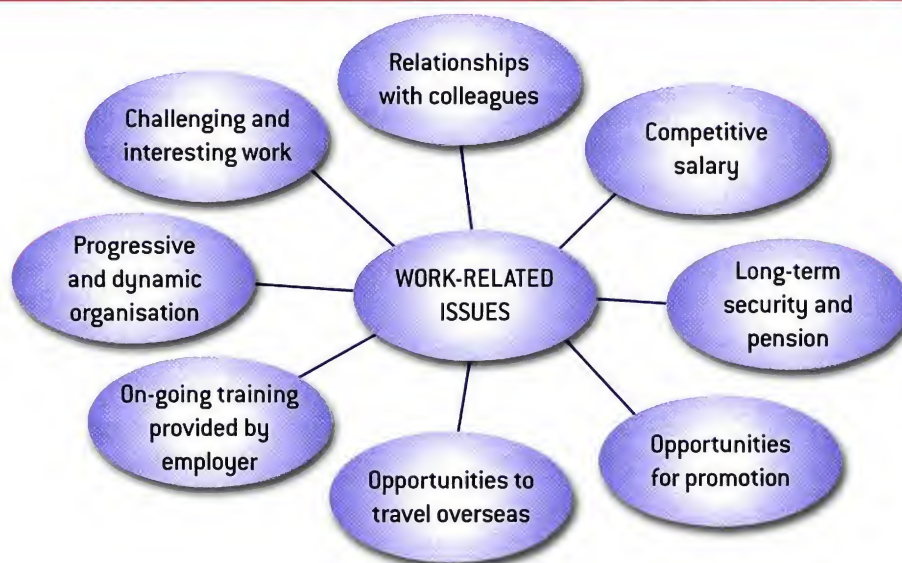 Relationships
with colleagues
Challenging and
interesting work
Competitive
salary
Progressive
and dynamic
organisation
WORK-RELATED
ISSUES
Long-term
security and
pension
On-going training
provided by
employer
Opportunities to
travel overseas
Opportunities
for promotion